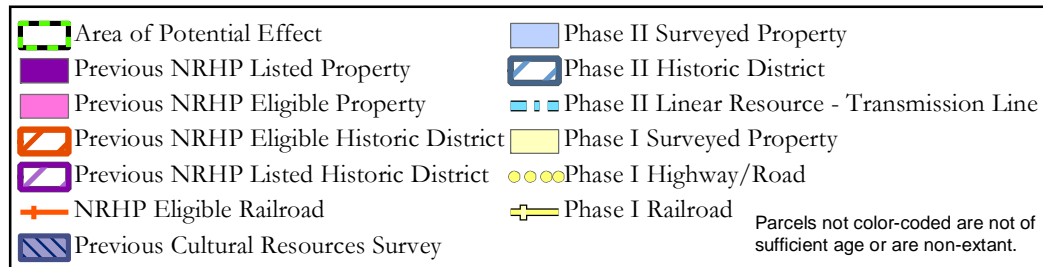 Area of Potential Effect
Previous NRHP Listed Property
Previous NRHP Eligible Property
Previous NRHP Eligible Historic District
Previous NRHP Listed Historic District
NRHP Eligible Railroad
Previous Cultural Resources Survey
Phase II Surveyed Property
Phase II Historic District
Phase II Linear Resource - Transmission Line
Phase I Surveyed Property
Phase I Highway/Road
Phase I Railroad
Parcels not color-coded are not of
sufficient age or are non-extant.